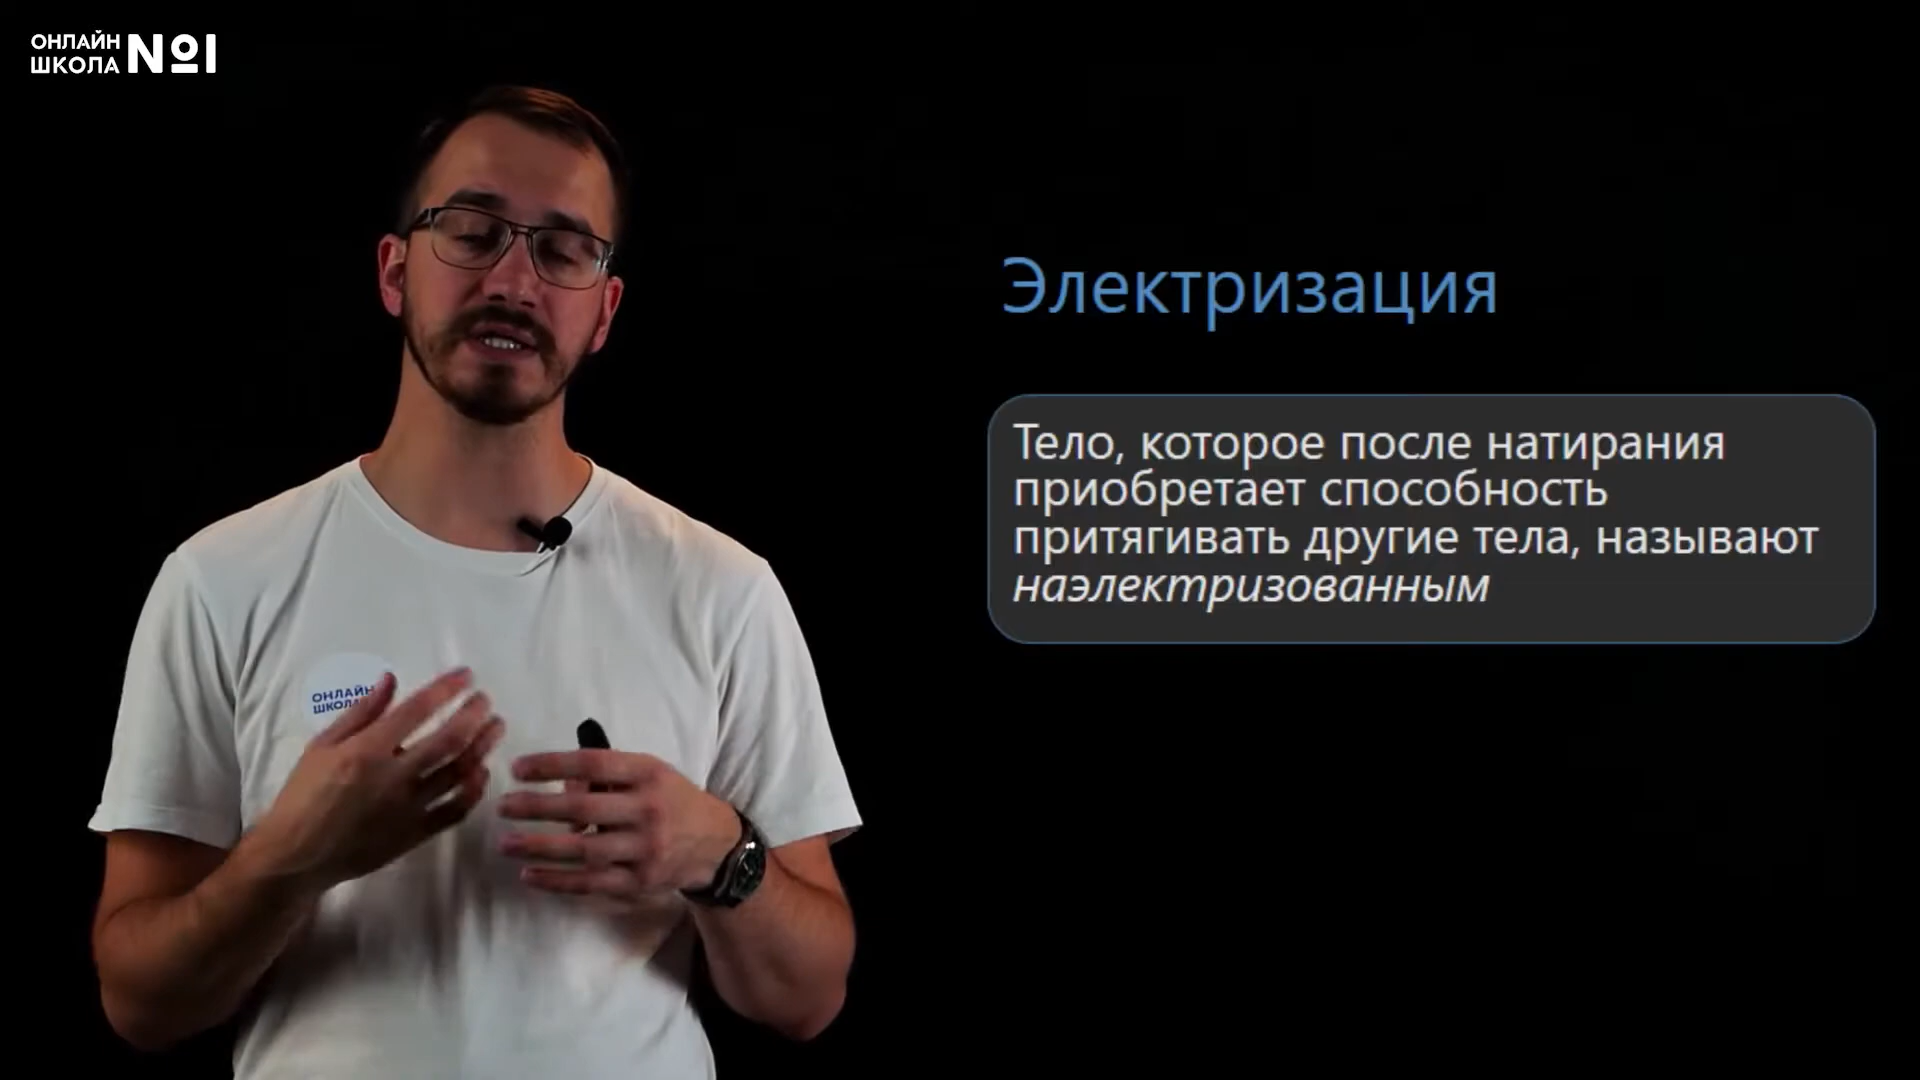 ОНЛАЙН
ШКОЛА №1
Электризация
Тело, которое после натирания
приобретает способность
притягивать другие тела, называют
наэлектризованным
ОНЛАЙН
ШКОЛА